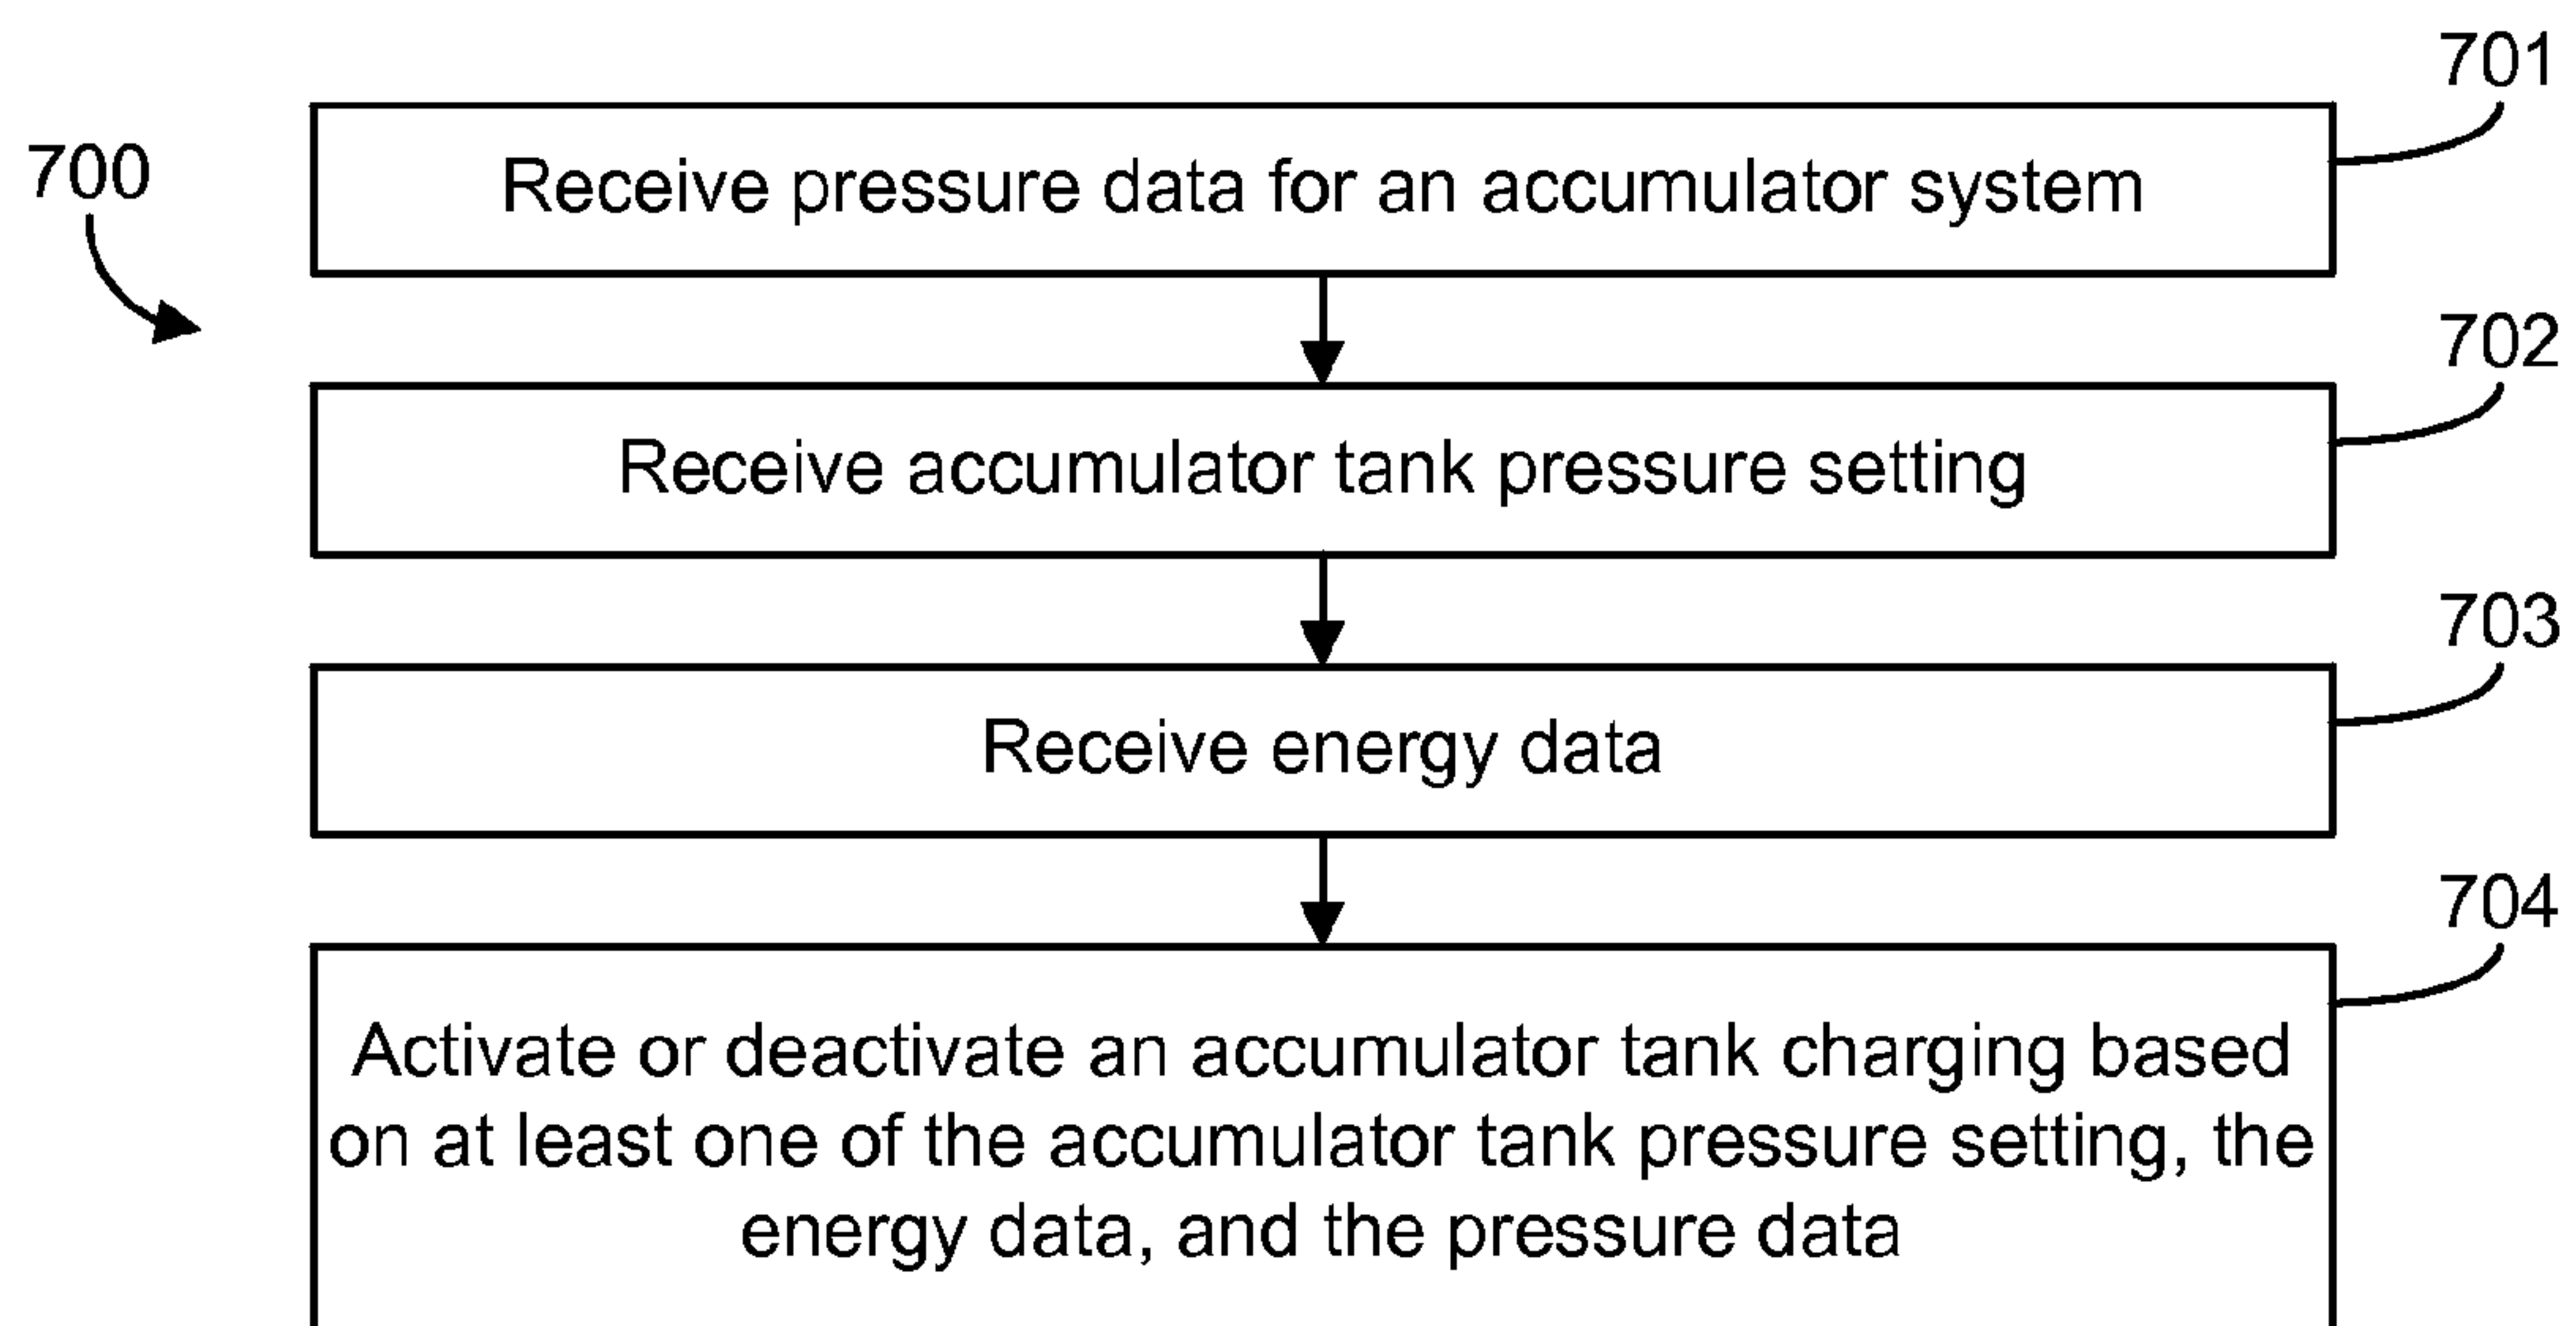 701
700
Receive pressure data for an accumulator system
702
Receive accumulator tank pressure setting
703
Receive energy data
704
Activate or deactivate an accumulator tank charging based
on at least one of the accumulator tank pressure setting, the
energy data, and the pressure data